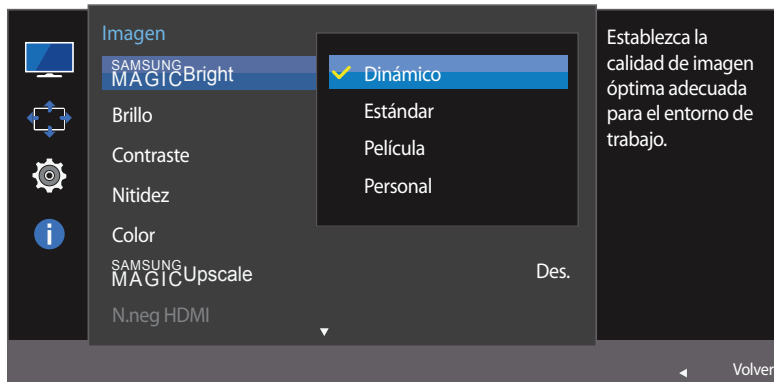 Imagen
SAMSUNG
MAGICBright
Brillo
Contraste
Nitidez
Color
SAMSUNG
MAGICUpscale
Des.
N.neg HDMI
Dinámico
Estándar
Película
Personal
Establezca la
calidad de imagen
óptima adecuada
para el entorno de
trabajo.
Volver